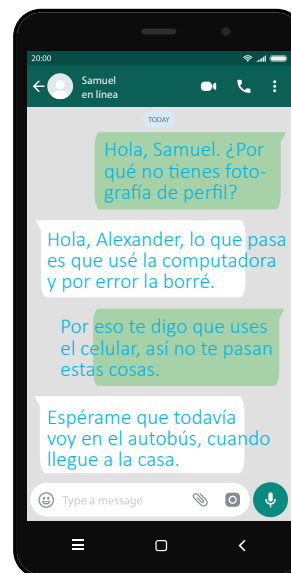 20:00
Samuel
en línea
TODAY
Hola, Samuel. ¿Por
qué no tienes foto-
grafía de perfil?
Hola, Alexander, lo que pasa
es que usé la computadora
y por error la borré.
Por eso te digo que uses
el celular, así no te pasan
estas cosas.
Espérame que todavía
voy en el autobús, cuando
llegue a la casa.
Type a message